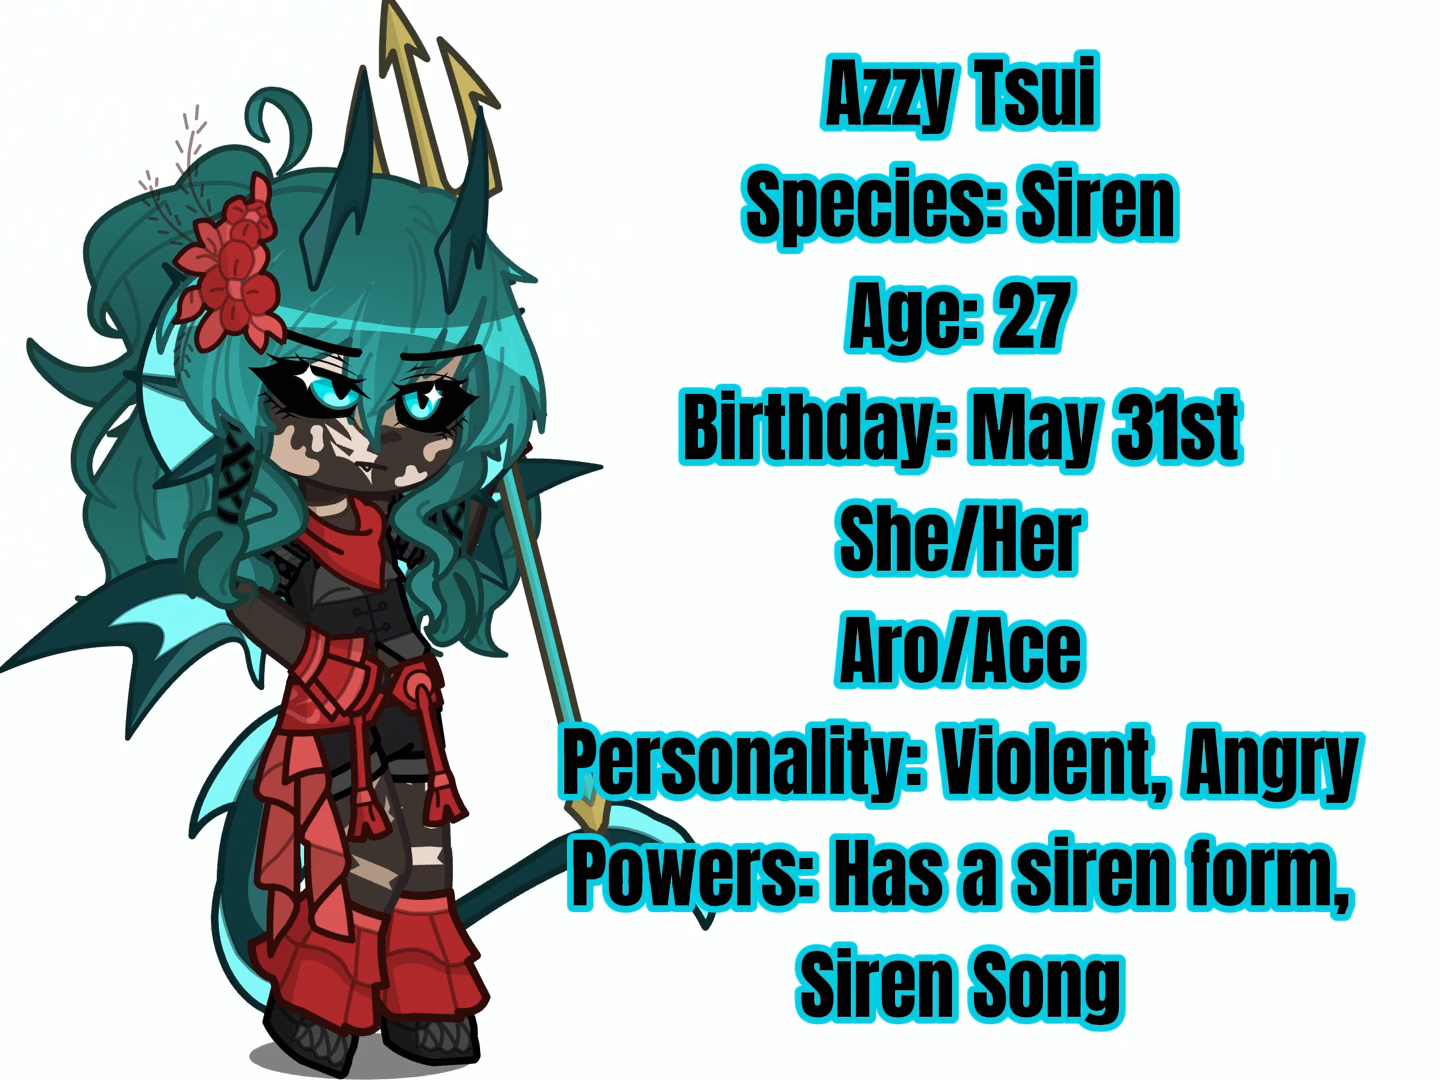 Azzy Tsui
Species: Siren
Age: 27
Birthday: May 31st
She/Her
Aro/Ace
Personality: Violent, Angry
Powers: Has a siren form,
Siren Song